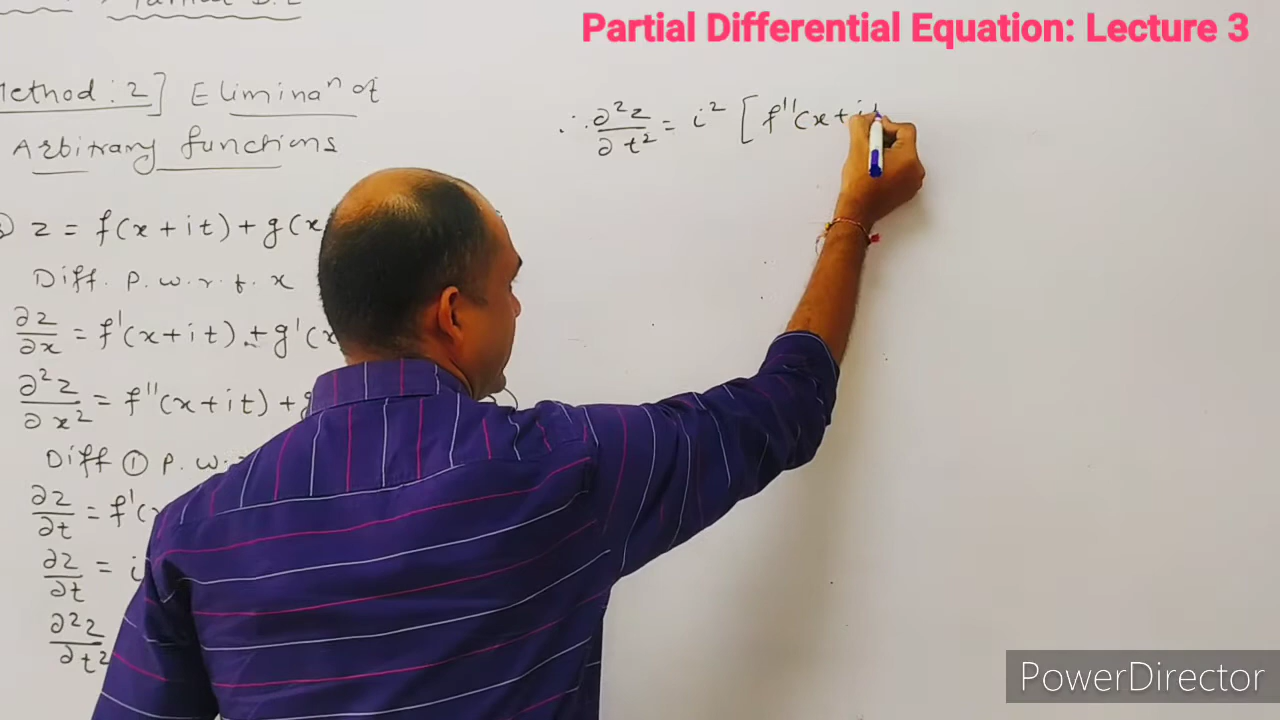 Partial Differential Equation: Lecture 3
Method: 2] Eliminaⁿ of
Arbitrary functions
z = f(x+it)+g(x
Diff. P. w.r.t. x
∂z/∂x = f'(x+it)+g'(x
∂²z/∂x² = f''(x+it)+g
Diff ① P. w.
∂z/∂t = f'(x
∂z/∂t = i
∂²z/∂t²
∴ ∂²z/∂t² = i² [f''(x+it
PowerDirector